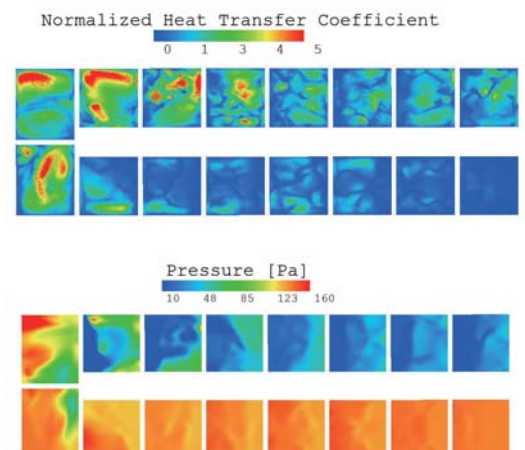 Normalized Heat Transfer Coefficient
0 1 3 4 5
Pressure [Pa]
10 48 85 123 160